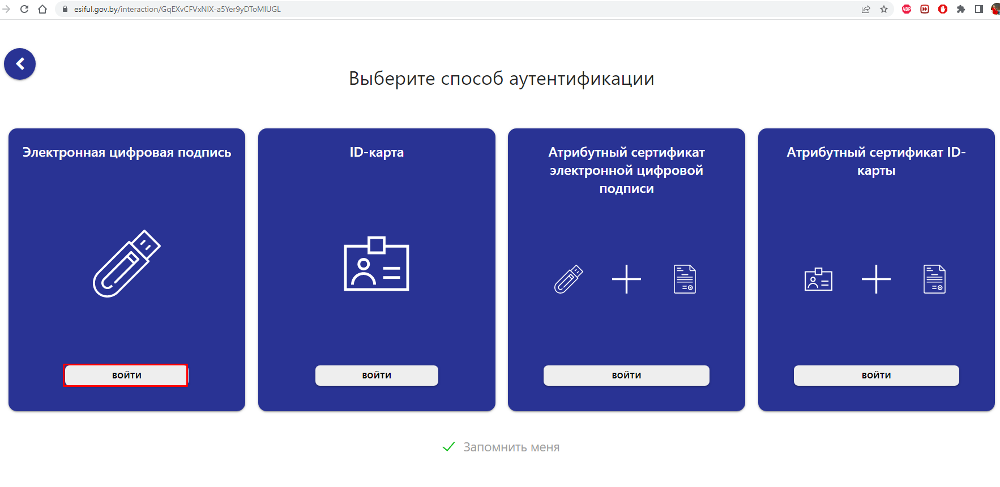 esiful.gov.by/interaction/GqEXvCFVxNIX-a5Yer9yDToMIUGL
ABP
Выберите способ аутентификации
Электронная цифровая подпись
ВОЙТИ
ID-карта
ВОЙТИ
Атрибутный сертификат
электронной цифровой
подписи
ВОЙТИ
Атрибутный сертификат ID-
карты
ВОЙТИ
Запомнить меня